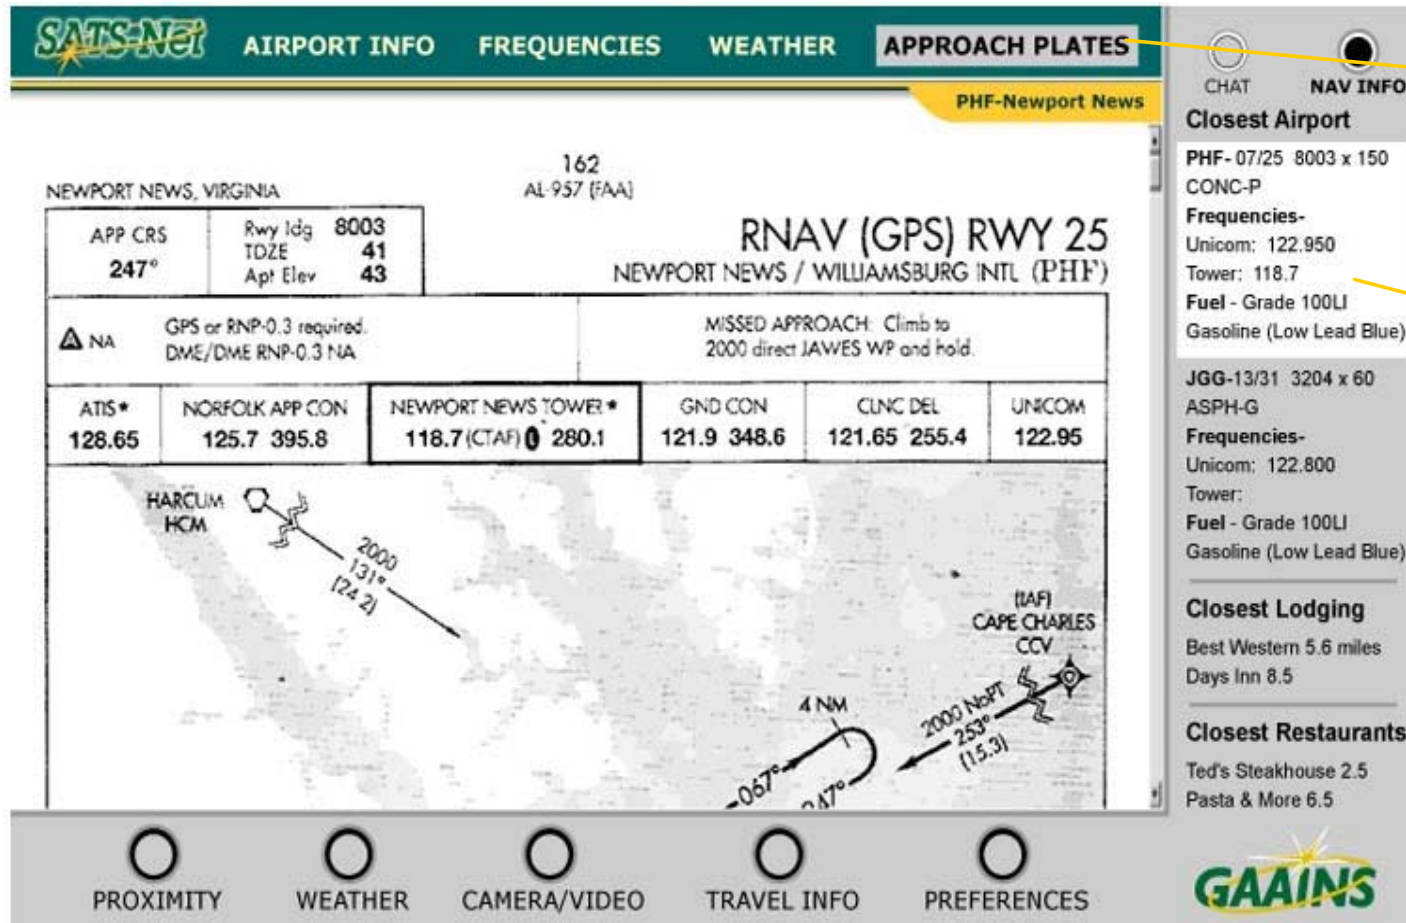 SATS-Net
AIRPORT INFO FREQUENCIES WEATHER APPROACH PLATES
PHF-Newport News
162
NEWPORT NEWS, VIRGINIA AL-957 (FAA)
APP CRS
247°
Rwy ldg 8003
TDZE 41
Apt Elev 43
RNAV (GPS) RWY 25
NEWPORT NEWS / WILLIAMSBURG INTL (PHF)
A NA
GPS or RNP-0.3 required.
DME/DME RNP-0.3 NA
MISSED APPROACH: Climb to
2000 direct JAWES WP and hold.
ATIS★
128.65
NORFOLK APP CON
125.7 395.8
NEWPORT NEWS TOWER★
118.7 (CTAF) 280.1
GND CON
121.9 348.6
CLNC DEL
121.65 255.4
UNICOM
122.95
HARCUM
HCM
2000
131°
(24.2)
(IAF)
CAPE CHARLES
CCV
4 NM
2000 NoPT
253°
(15.3)
067°
247°
CHAT NAV INFO
Closest Airport
PHF- 07/25 8003 x 150
CONC-P
Frequencies-
Unicom: 122.950
Tower: 118.7
Fuel - Grade 100Ll
Gasoline (Low Lead Blue)
JGG-13/31 3204 x 60
ASPH-G
Frequencies-
Unicom: 122.800
Tower:
Fuel - Grade 100Ll
Gasoline (Low Lead Blue)
Closest Lodging
Best Western 5.6 miles
Days Inn 8.5
Closest Restaurants
Ted's Steakhouse 2.5
Pasta & More 6.5
PROXIMITY WEATHER CAMERA/VIDEO TRAVEL INFO PREFERENCES
GAAINS